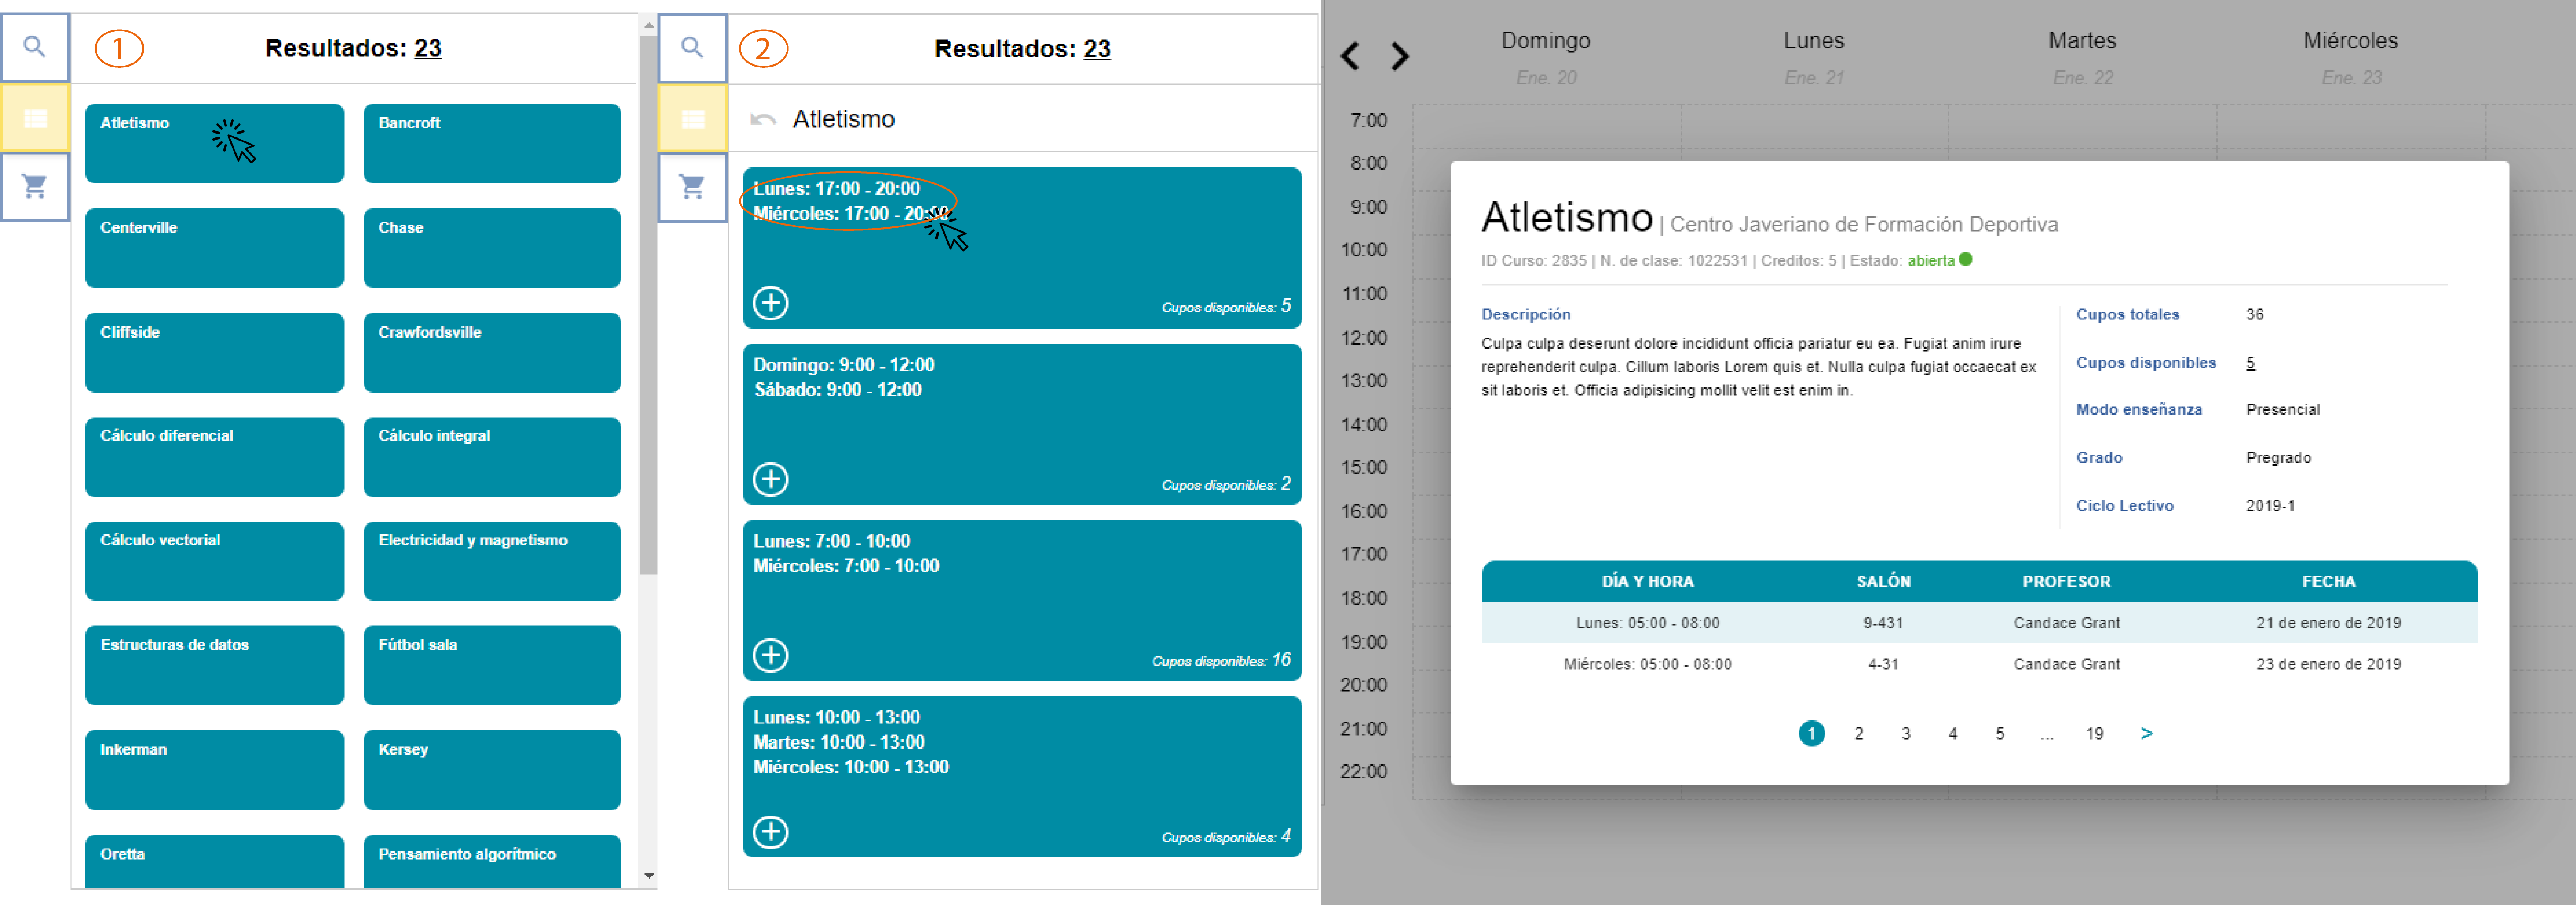 1
Resultados: 23
Atletismo
Bancroft
Centerville
Chase
Cliffside
Crawfordsville
Cálculo diferencial
Cálculo integral
Cálculo vectorial
Electricidad y magnetismo
Estructuras de datos
Fútbol sala
Inkerman
Kersey
Oretta
Pensamiento algorítmico
2
Resultados: 23
Atletismo
Lunes: 17:00 - 20:00
Miércoles: 17:00 - 20:00
Cupos disponibles: 5
Domingo: 9:00 - 12:00
Sábado: 9:00 - 12:00
Cupos disponibles: 2
Lunes: 7:00 - 10:00
Miércoles: 7:00 - 10:00
Cupos disponibles: 16
Lunes: 10:00 - 13:00
Martes: 10:00 - 13:00
Miércoles: 10:00 - 13:00
Cupos disponibles: 4
Domingo Lunes Martes Miércoles
Ene. 20 Ene. 21 Ene. 22 Ene. 23
7:00
8:00
9:00
10:00
11:00
12:00
13:00
14:00
15:00
16:00
17:00
18:00
19:00
20:00
21:00
22:00
Atletismo | Centro Javeriano de Formación Deportiva
ID Curso: 2835 | N. de clase: 1022531 | Creditos: 5 | Estado: abierta
Descripción
Culpa culpa deserunt dolore incididunt officia pariatur eu ea. Fugiat anim irure
reprehenderit culpa. Cillum laboris Lorem quis et. Nulla culpa fugiat occaecat ex
sit laboris et. Officia adipisicing mollit velit est enim in.
Cupos totales 36
Cupos disponibles 5
Modo enseñanza Presencial
Grado Pregrado
Ciclo Lectivo 2019-1
DÍA Y HORA SALÓN PROFESOR FECHA
Lunes: 05:00 - 08:00 9-431 Candace Grant 21 de enero de 2019
Miércoles: 05:00 - 08:00 4-31 Candace Grant 23 de enero de 2019
1 2 3 4 5 ... 19 >